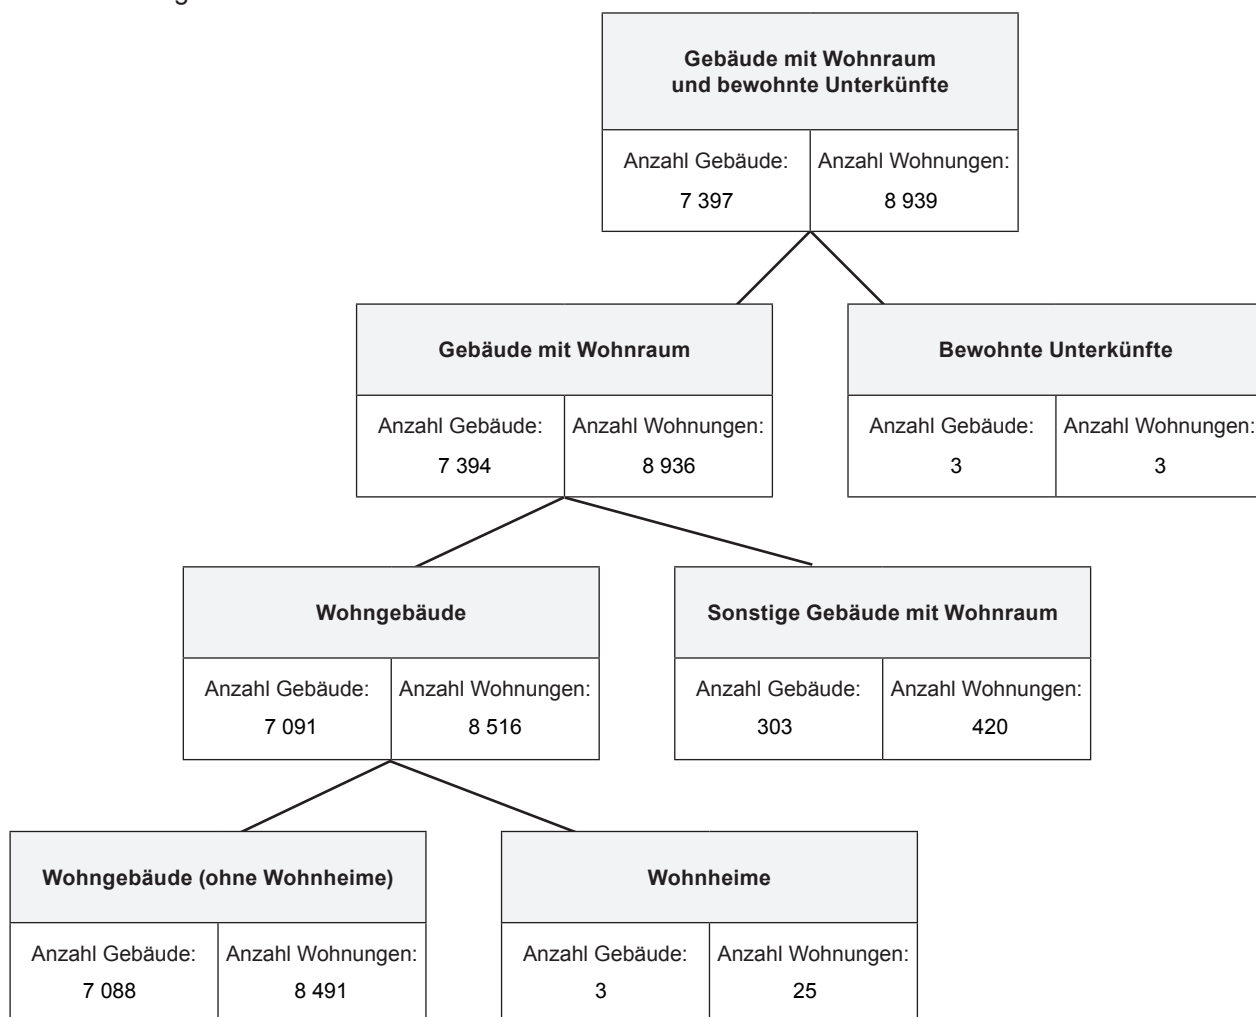 Gebäude mit Wohnraum
und bewohnte Unterkünfte
Anzahl Gebäude:
7 397
Anzahl Wohnungen:
8 939
Gebäude mit Wohnraum
Anzahl Gebäude:
7 394
Anzahl Wohnungen:
8 936
Bewohnte Unterkünfte
Anzahl Gebäude:
3
Anzahl Wohnungen:
3
Wohngebäude
Anzahl Gebäude:
7 091
Anzahl Wohnungen:
8 516
Sonstige Gebäude mit Wohnraum
Anzahl Gebäude:
303
Anzahl Wohnungen:
420
Wohngebäude (ohne Wohnheime)
Anzahl Gebäude:
7 088
Anzahl Wohnungen:
8 491
Wohnheime
Anzahl Gebäude:
3
Anzahl Wohnungen:
25